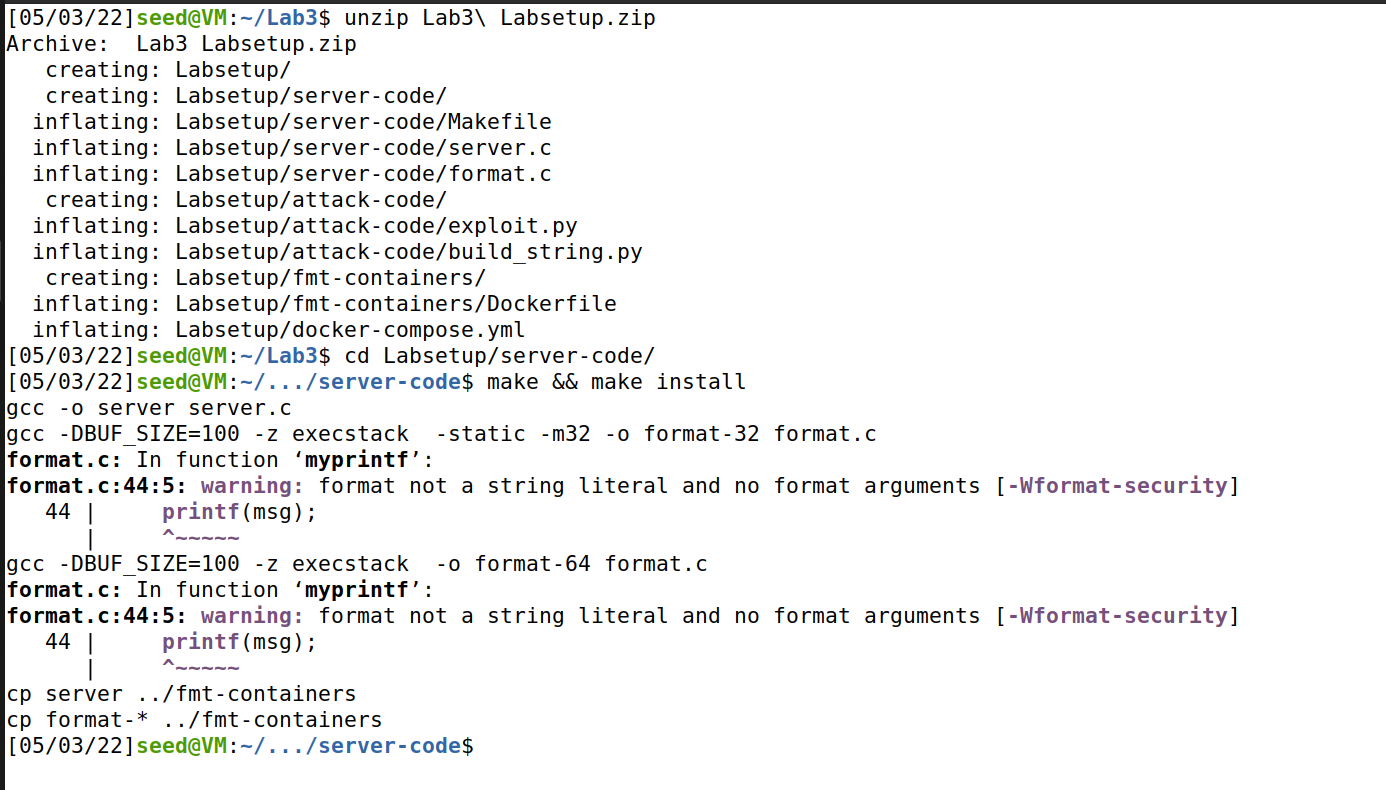 [05/03/22]seed@VM:~/Lab3$ unzip Lab3\ Labsetup.zip
Archive:  Lab3 Labsetup.zip
   creating: Labsetup/
   creating: Labsetup/server-code/
  inflating: Labsetup/server-code/Makefile
  inflating: Labsetup/server-code/server.c
  inflating: Labsetup/server-code/format.c
   creating: Labsetup/attack-code/
  inflating: Labsetup/attack-code/exploit.py
  inflating: Labsetup/attack-code/build_string.py
   creating: Labsetup/fmt-containers/
  inflating: Labsetup/fmt-containers/Dockerfile
  inflating: Labsetup/docker-compose.yml
[05/03/22]seed@VM:~/Lab3$ cd Labsetup/server-code/
[05/03/22]seed@VM:~/.../server-code$ make && make install
gcc -o server server.c
gcc -DBUF_SIZE=100 -z execstack  -static -m32 -o format-32 format.c
format.c: In function ‘myprintf’:
format.c:44:5: warning: format not a string literal and no format arguments [-Wformat-security]
   44 |     printf(msg);
      |     ^~~~~~
gcc -DBUF_SIZE=100 -z execstack  -o format-64 format.c
format.c: In function ‘myprintf’:
format.c:44:5: warning: format not a string literal and no format arguments [-Wformat-security]
   44 |     printf(msg);
      |     ^~~~~~
cp server ../fmt-containers
cp format-* ../fmt-containers
[05/03/22]seed@VM:~/.../server-code$